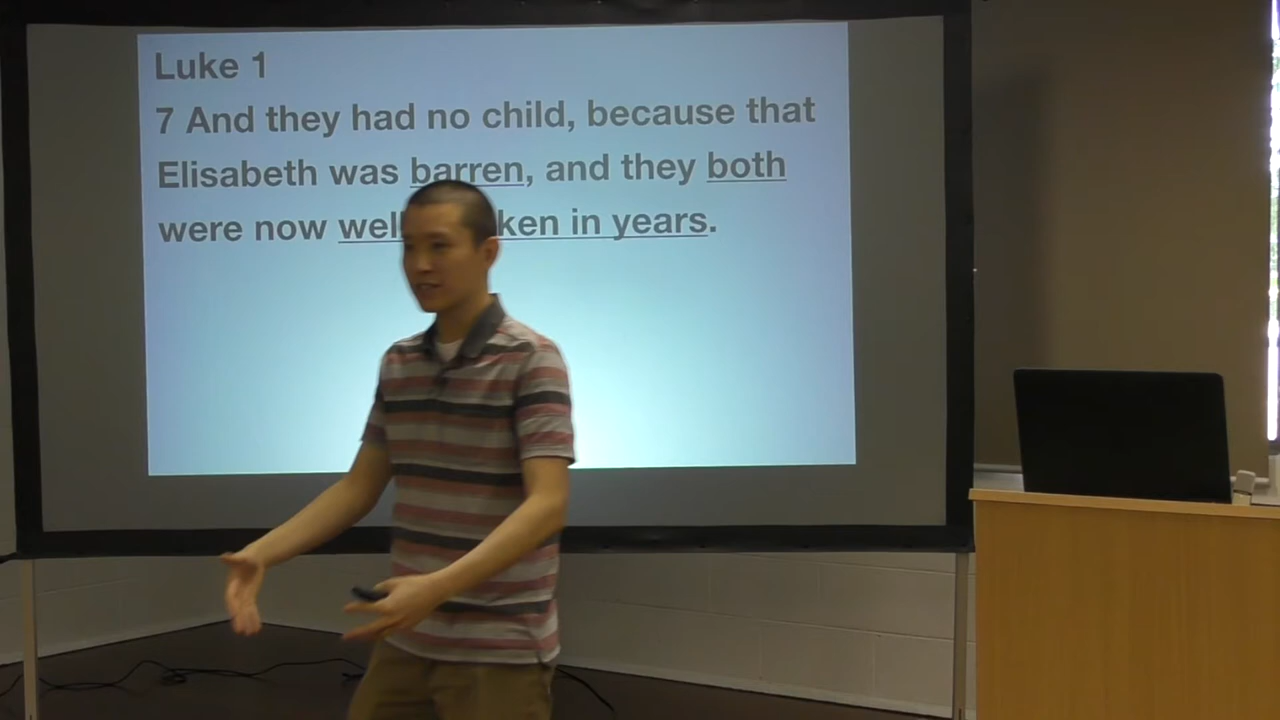 Luke 1
7 And they had no child, because that
Elisabeth was barren, and they both
were now well ken in years.